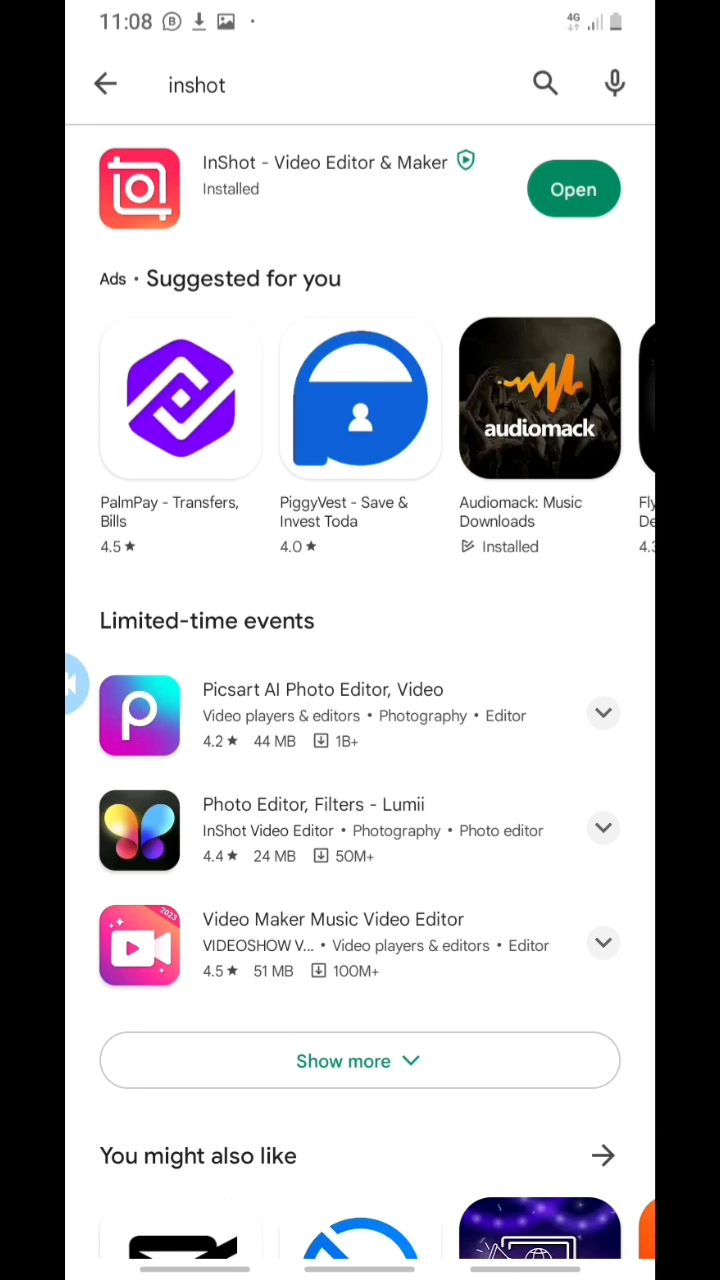 11:08
4G
inshot
InShot - Video Editor & Maker
Installed
Open
Ads • Suggested for you
audiomack
PalmPay - Transfers, Bills
4.5★
PiggyVest - Save & Invest Toda
4.0★
Audiomack: Music Downloads
Installed
Fly
De
4.3
Limited-time events
Picsart AI Photo Editor, Video
Video players & editors • Photography • Editor
4.2★ 44 MB 1B+
Photo Editor, Filters - Lumii
InShot Video Editor • Photography • Photo editor
4.4★ 24 MB 50M+
2023
Video Maker Music Video Editor
VIDEOSHOW V... • Video players & editors • Editor
4.5★ 51 MB 100M+
Show more
You might also like